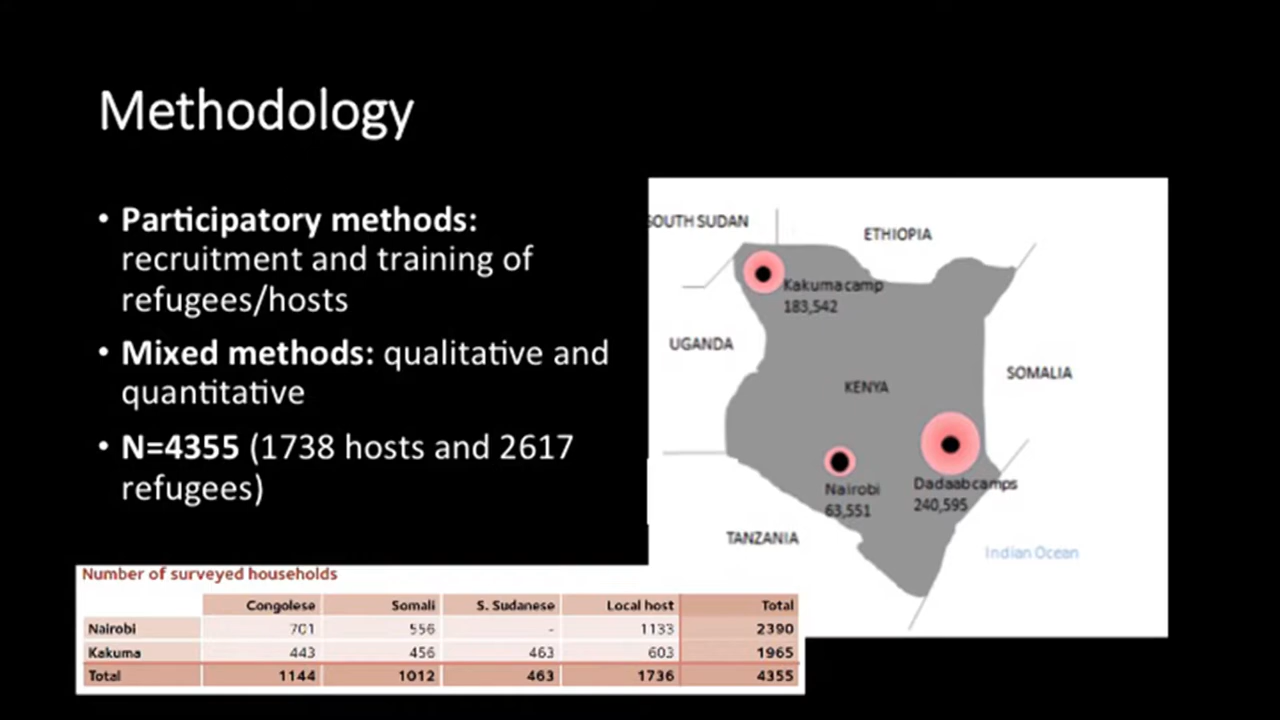 Methodology
• Participatory methods:
recruitment and training of
refugees/hosts
• Mixed methods: qualitative and
quantitative
• N=4355 (1738 hosts and 2617
refugees)
SOUTH SUDAN
ETHIOPIA
Kakuma camp
183,542
UGANDA
SOMALIA
KENYA
Nairobi
63,551
Dadaab camps
240,595
TANZANIA
Indian Ocean
Number of surveyed households
Congolese Somali S. Sudanese Local host Total
Nairobi 701 556 - 1133 2390
Kakuma 443 456 463 603 1965
Total 1144 1012 463 1736 4355